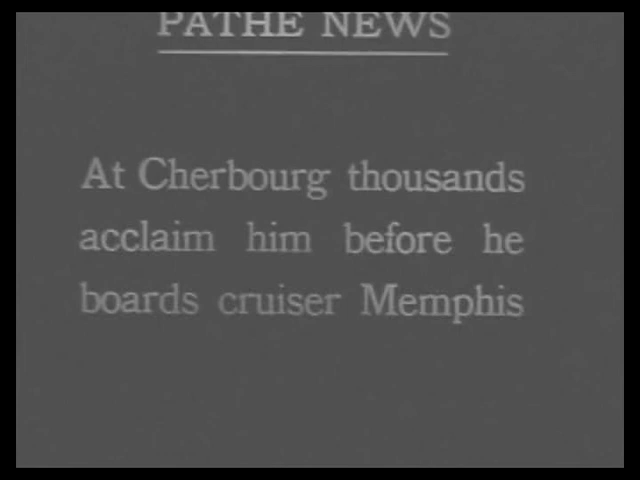 PATHE NEWS
At Cherbourg thousands
acclaim him before he
boards cruiser Memphis